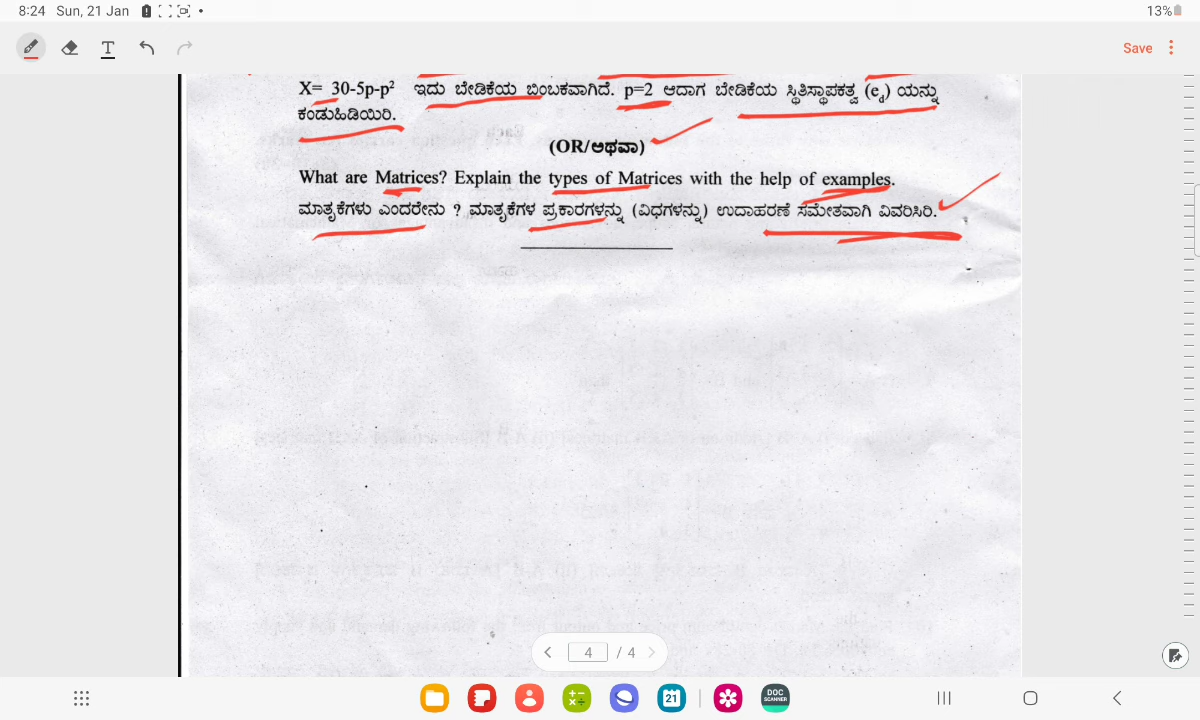 8:24 Sun, 21 Jan
13%
Save
X= 30-5p-p² ಇದು ಬೇಡಿಕೆಯ ಬಿಂಬಕವಾಗಿದೆ. p=2 ಆದಾಗ ಬೇಡಿಕೆಯ ಸ್ಥಿತಿಸ್ಥಾಪಕತ್ವ (e_d) ಯನ್ನು
ಕಂಡುಹಿಡಿಯಿರಿ.
(OR/ಅಥವಾ)
What are Matrices? Explain the types of Matrices with the help of examples.
ಮಾತೃಕೆಗಳು ಎಂದರೇನು ? ಮಾತೃಕೆಗಳ ಪ್ರಕಾರಗಳನ್ನು (ವಿಧಗಳನ್ನು) ಉದಾಹರಣೆ ಸಮೇತವಾಗಿ ವಿವರಿಸಿರಿ.
4 / 4
21
DOC
SCANNER